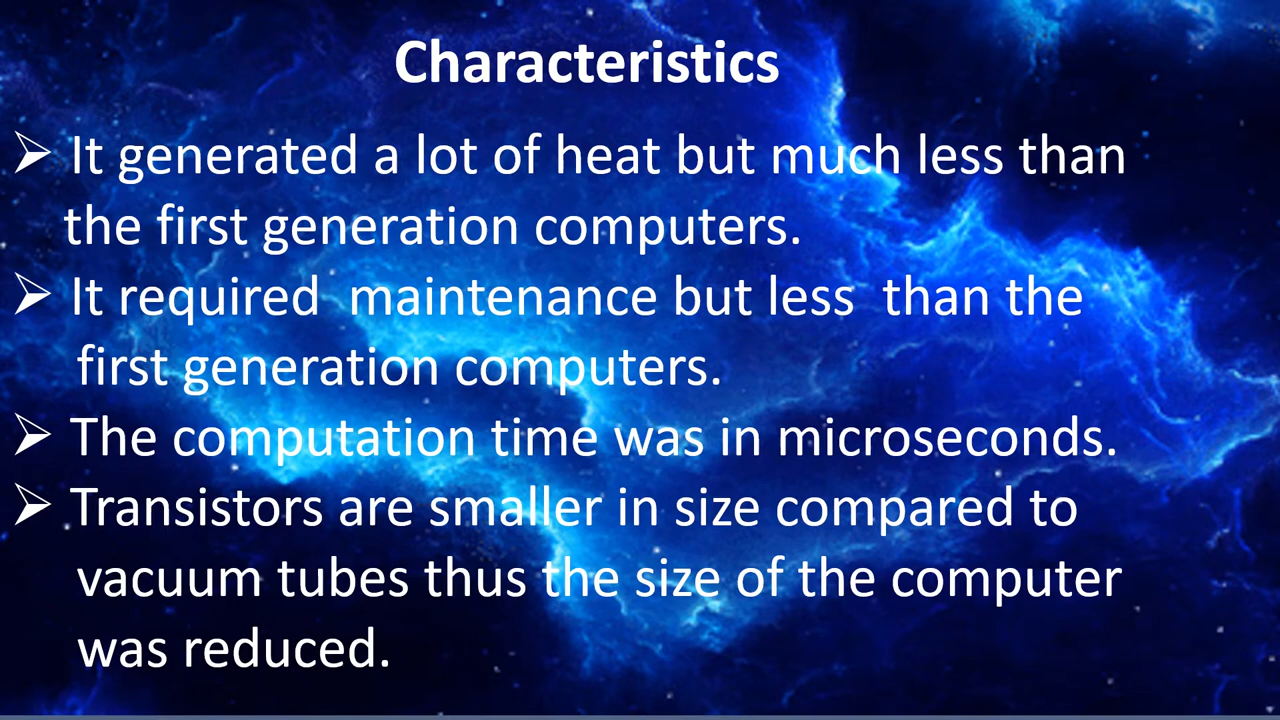 Characteristics
➢ It generated a lot of heat but much less than
the first generation computers.
➢ It required  maintenance but less  than the
first generation computers.
➢ The computation time was in microseconds.
➢ Transistors are smaller in size compared to
vacuum tubes thus the size of the computer
was reduced.